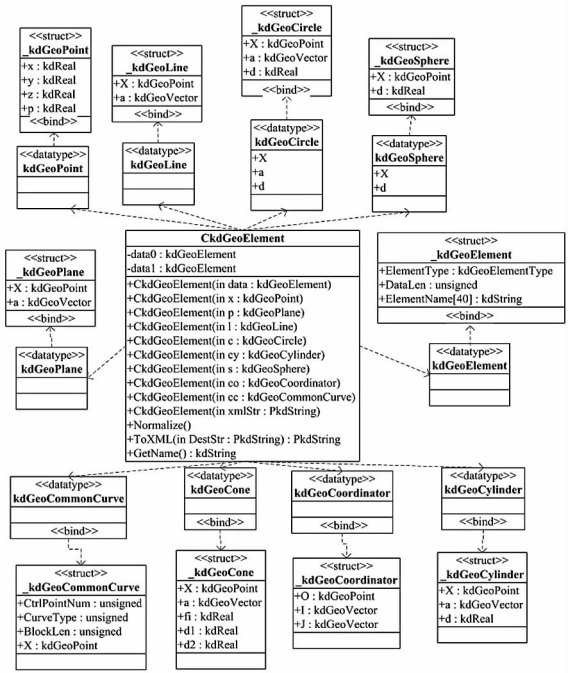 <<struct>>
_kdGeoPoint
+x : kdReal
+y : kdReal
+z : kdReal
+p : kdReal
<<bind>>
<<datatype>>
kdGeoPoint
<<struct>>
_kdGeoLine
+X : kdGeoPoint
+a : kdGeoVector
<<bind>>
<<datatype>>
kdGeoLine
<<struct>>
_kdGeoCircle
+X : kdGeoPoint
+a : kdGeoVector
+d : kdReal
<<bind>>
<<datatype>>
kdGeoCircle
+X
+a
+d
<<struct>>
_kdGeoSphere
+X : kdGeoPoint
+d : kdReal
<<bind>>
<<datatype>>
kdGeoSphere
+X
+d
<<struct>>
_kdGeoPlane
+X : kdGeoPoint
+a : kdGeoVector
<<bind>>
<<datatype>>
kdGeoPlane
CkdGeoElement
-data0 : kdGeoElement
-data1 : kdGeoElement
+CkdGeoElement(in data : kdGeoElement)
+CkdGeoElement(in x : kdGeoPoint)
+CkdGeoElement(in p : kdGeoPlane)
+CkdGeoElement(in l : kdGeoLine)
+CkdGeoElement(in c : kdGeoCircle)
+CkdGeoElement(in cy : kdGeoCylinder)
+CkdGeoElement(in s : kdGeoSphere)
+CkdGeoElement(in co : kdGeoCoordinator)
+CkdGeoElement(in cc : kdGeoCommonCurve)
+CkdGeoElement(in xmlStr : PkdString)
+Normalize()
+ToXML(in DestStr : PkdString) : PkdString
+GetName() : kdString
<<struct>>
_kdGeoElement
+ElementType : kdGeoElementType
+DataLen : unsigned
+ElementName[40] : kdString
<<bind>>
<<datatype>>
kdGeoElement
<<datatype>>
kdGeoCommonCurve
<<bind>>
<<struct>>
_kdGeoCommonCurve
+CtrlPointNum : unsigned
+CurveType : unsigned
+BlockLen : unsigned
+X : kdGeoPoint
<<datatype>>
kdGeoCone
<<bind>>
<<struct>>
_kdGeoCone
+X : kdGeoPoint
+a : kdGeoVector
+fi : kdReal
+d1 : kdReal
+d2 : kdReal
<<datatype>>
kdGeoCoordinator
<<bind>>
<<struct>>
_kdGeoCoordinator
+O : kdGeoPoint
+I : kdGeoVector
+J : kdGeoVector
<<datatype>>
kdGeoCylinder
<<bind>>
<<struct>>
_kdGeoCylinder
+X : kdGeoPoint
+a : kdGeoVector
+d : kdReal